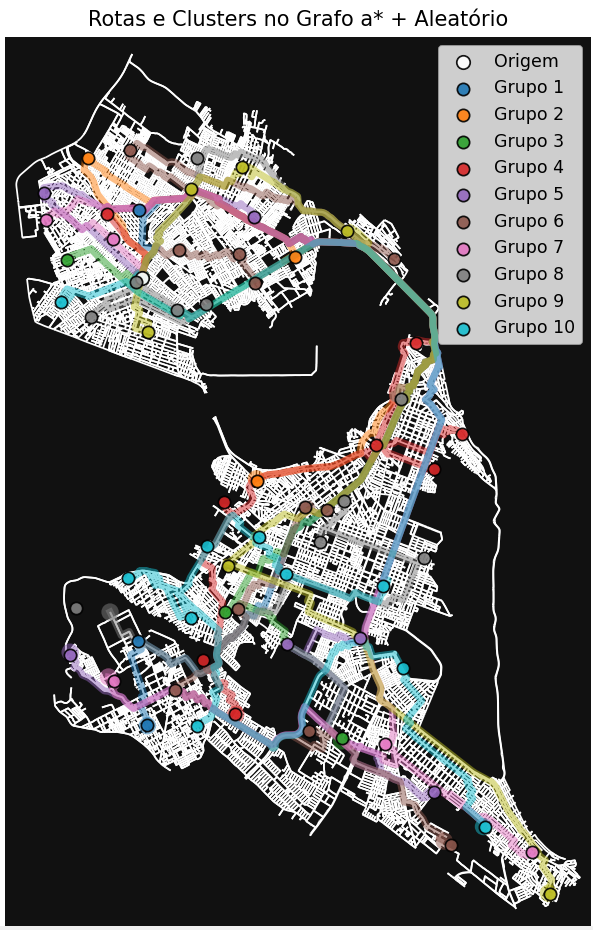 Rotas e Clusters no Grafo a* + Aleatório
Origem
Grupo 1
Grupo 2
Grupo 3
Grupo 4
Grupo 5
Grupo 6
Grupo 7
Grupo 8
Grupo 9
Grupo 10